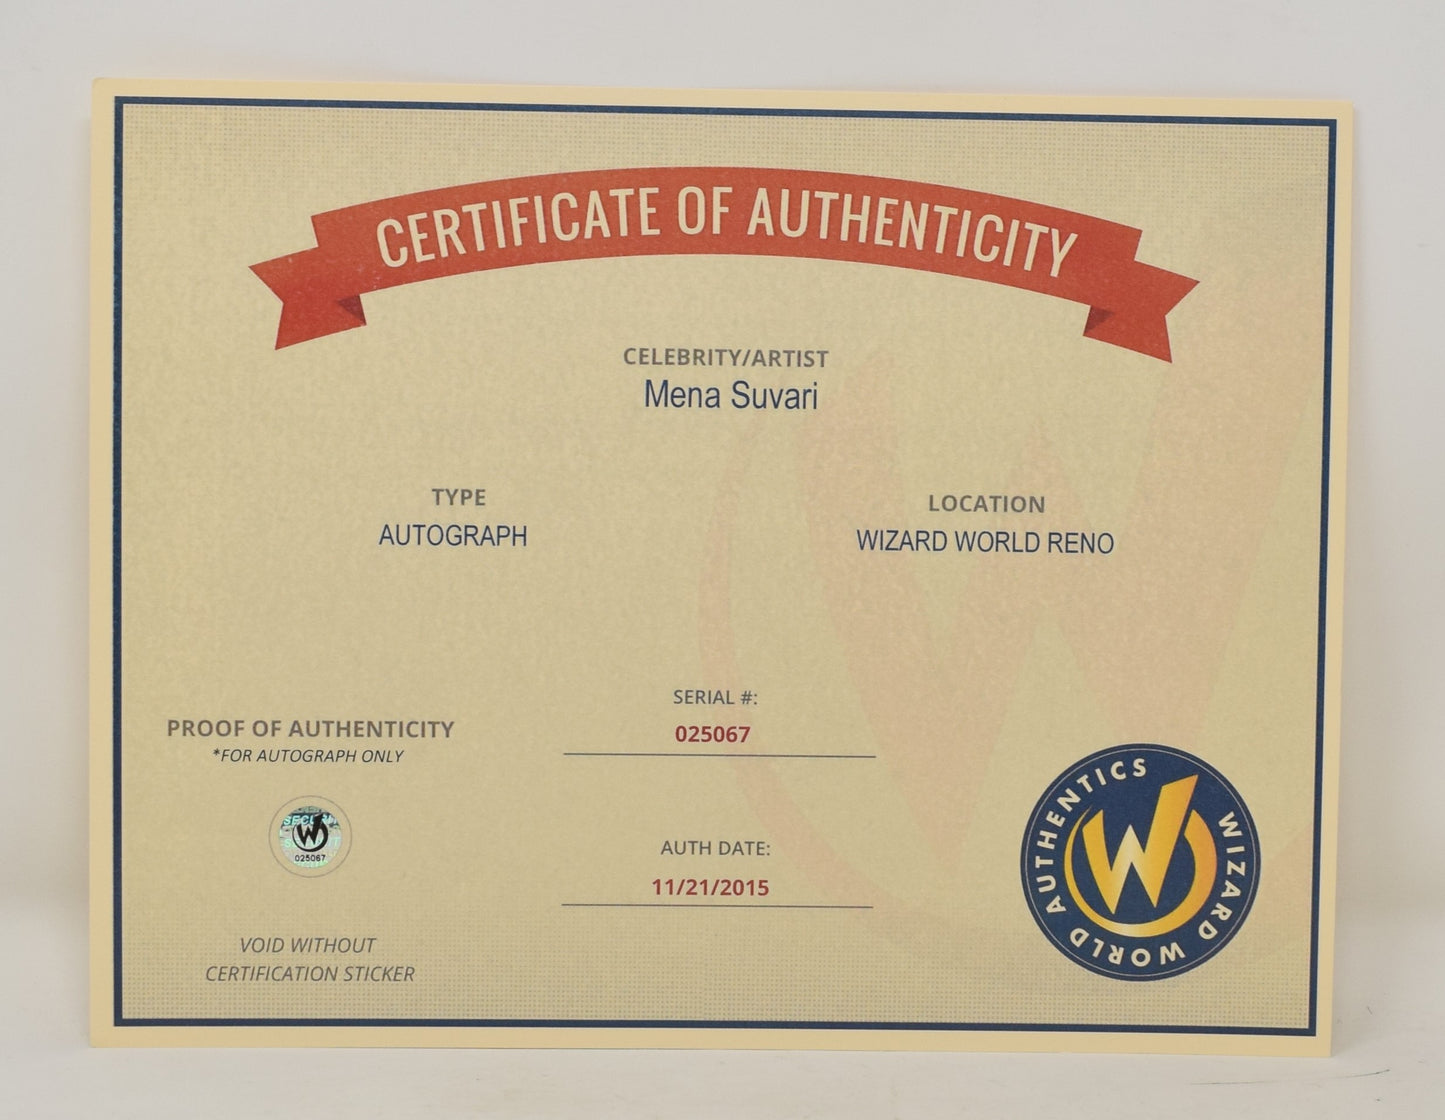 CERTIFICATE OF AUTHENTICITY
CELEBRITY/ARTIST
Mena Suvari
TYPE
AUTOGRAPH
LOCATION
WIZARD WORLD RENO
SERIAL #:
025067
PROOF OF AUTHENTICITY
*FOR AUTOGRAPH ONLY
W
025067
AUTH DATE:
11/21/2015
VOID WITHOUT
CERTIFICATION STICKER
WIZARD WORLD AUTHENTICS
W